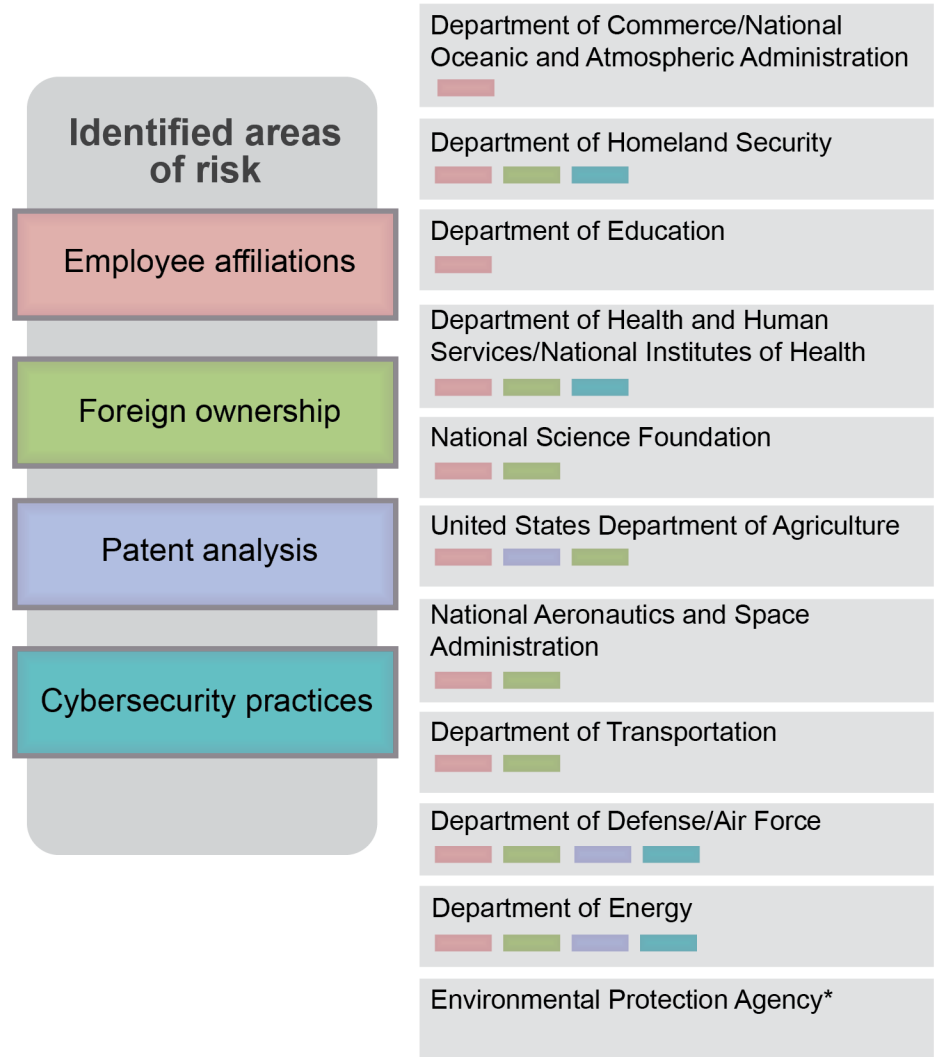 Identified areas
of risk
Employee affiliations
Foreign ownership
Patent analysis
Cybersecurity practices
Department of Commerce/National
Oceanic and Atmospheric Administration
Department of Homeland Security
Department of Education
Department of Health and Human
Services/National Institutes of Health
National Science Foundation
United States Department of Agriculture
National Aeronautics and Space
Administration
Department of Transportation
Department of Defense/Air Force
Department of Energy
Environmental Protection Agency*